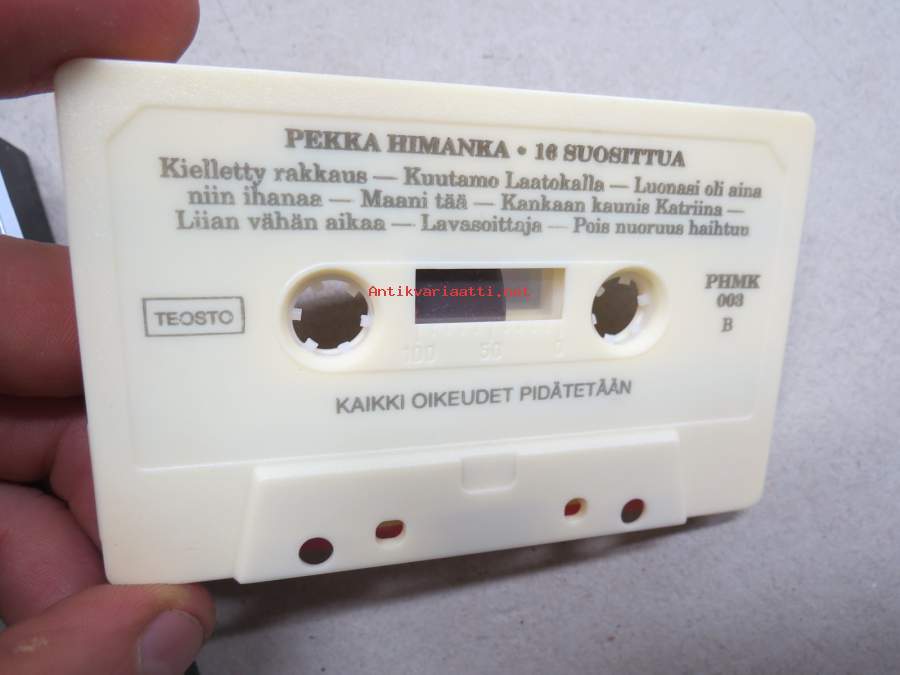 PEKKA HIMANKA • 16 SUOSITTUA
Kielletty rakkaus — Kuutamo Laatokalla — Luonasi oli aina
niin ihanaa — Maani tää — Kankaan kaunis Katriina —
Liian vähän aikaa — Lavasoittaja — Pois nuoruus haihtuu
Antikvariaatti.net
PHMK
003
B
TEOSTO
100 50 0
KAIKKI OIKEUDET PIDÄTETÄÄN